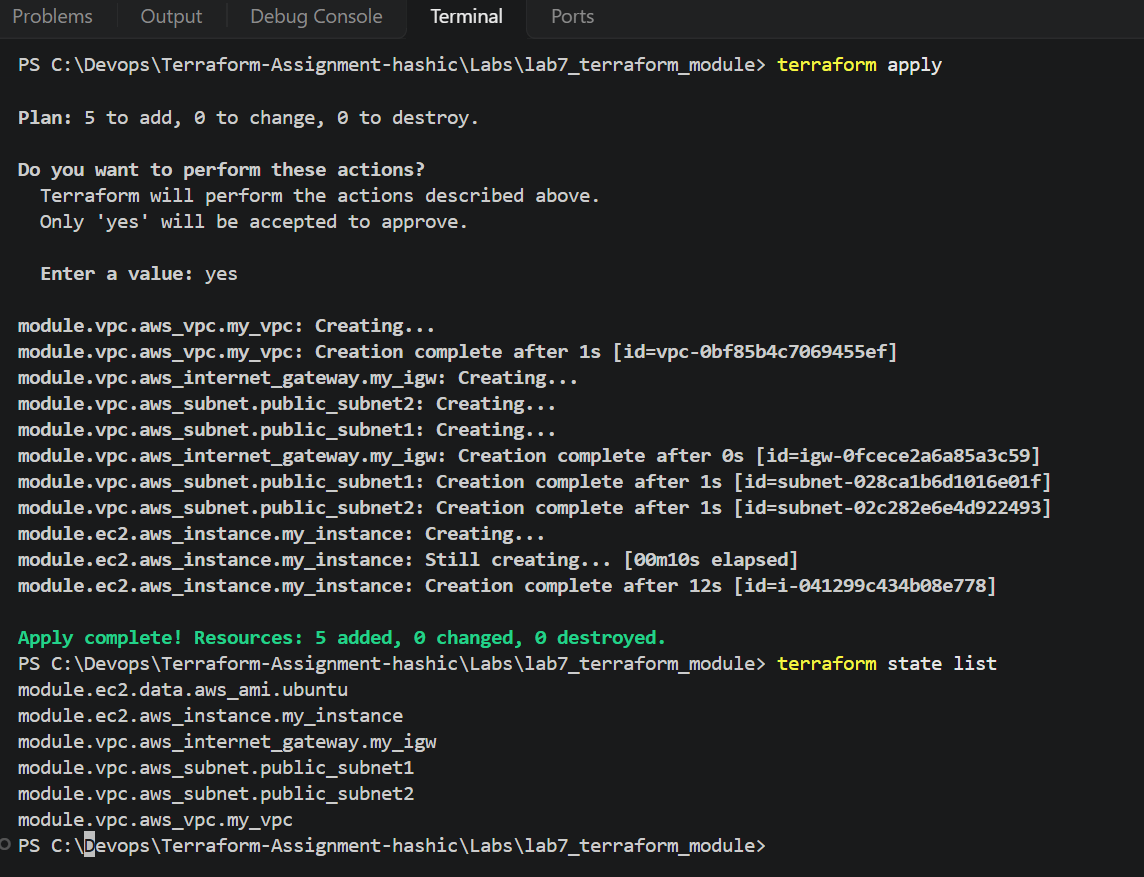 Problems Output Debug Console Terminal Ports
PS C:\Devops\Terraform-Assignment-hashic\Labs\lab7_terraform_module> terraform apply
Plan: 5 to add, 0 to change, 0 to destroy.
Do you want to perform these actions?
Terraform will perform the actions described above.
Only 'yes' will be accepted to approve.
Enter a value: yes
module.vpc.aws_vpc.my_vpc: Creating...
module.vpc.aws_vpc.my_vpc: Creation complete after 1s [id=vpc-0bf85b4c7069455ef]
module.vpc.aws_internet_gateway.my_igw: Creating...
module.vpc.aws_subnet.public_subnet2: Creating...
module.vpc.aws_subnet.public_subnet1: Creating...
module.vpc.aws_internet_gateway.my_igw: Creation complete after 0s [id=igw-0fcece2a6a85a3c59]
module.vpc.aws_subnet.public_subnet1: Creation complete after 1s [id=subnet-028ca1b6d1016e01f]
module.vpc.aws_subnet.public_subnet2: Creation complete after 1s [id=subnet-02c282e6e4d922493]
module.ec2.aws_instance.my_instance: Creating...
module.ec2.aws_instance.my_instance: Still creating... [00m10s elapsed]
module.ec2.aws_instance.my_instance: Creation complete after 12s [id=i-041299c434b08e778]
Apply complete! Resources: 5 added, 0 changed, 0 destroyed.
PS C:\Devops\Terraform-Assignment-hashic\Labs\lab7_terraform_module> terraform state list
module.ec2.data.aws_ami.ubuntu
module.ec2.aws_instance.my_instance
module.vpc.aws_internet_gateway.my_igw
module.vpc.aws_subnet.public_subnet1
module.vpc.aws_subnet.public_subnet2
module.vpc.aws_vpc.my_vpc
PS C:\Devops\Terraform-Assignment-hashic\Labs\lab7_terraform_module>